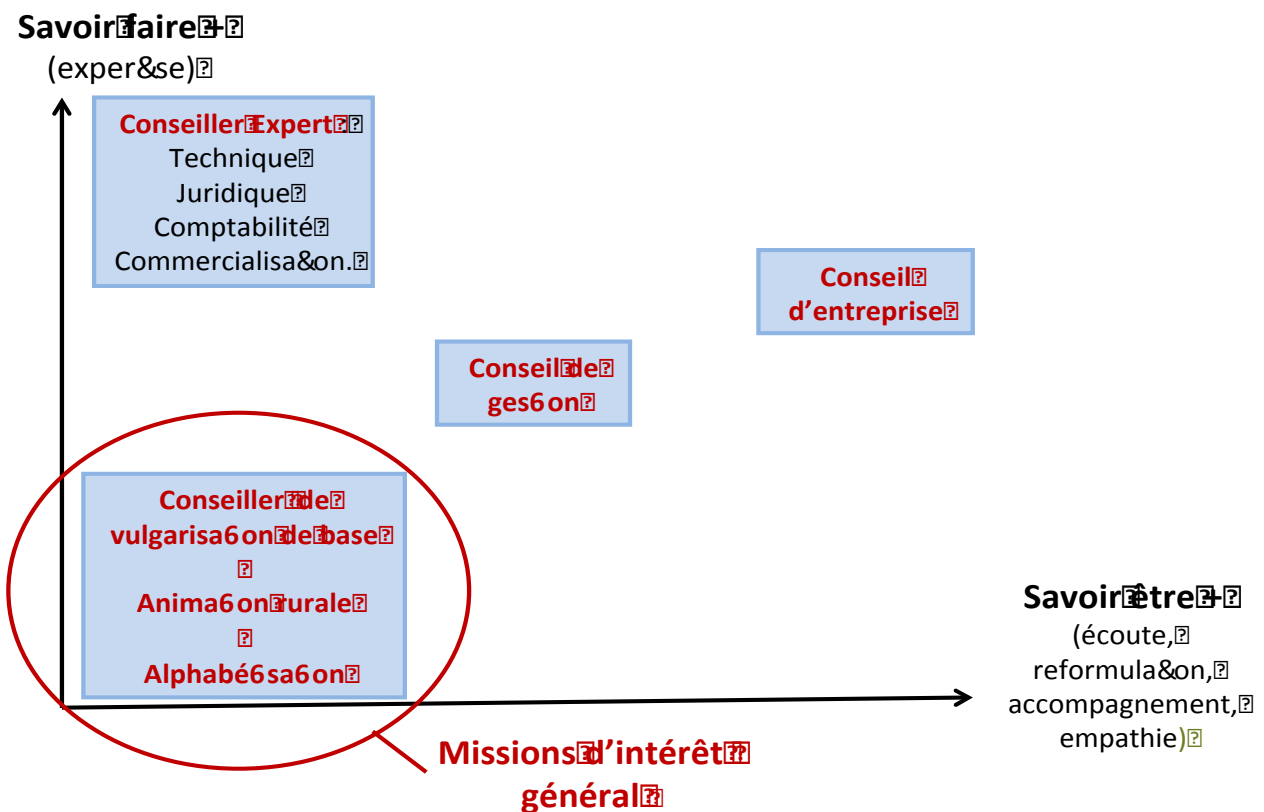 Savoir⍰faire⍰+⍰
(exper&se)⍰
Conseiller⍰Expert⍰:⍰
Technique⍰
Juridique⍰
Comptabilité⍰
Commercialisa&on.⍰
Conseil⍰
d'entreprise⍰
Conseil⍰de⍰
ges6on⍰
Conseiller⍰de⍰
vulgarisa6on⍰de⍰base⍰
⍰
Anima6on⍰rurale⍰
⍰
Alphabé6sa6on⍰
Savoir⍰être⍰+⍰
(écoute,⍰
reformula&on,⍰
accompagnement,⍰
empathie)⍰
Missions⍰d'intérêt⍰⍰
général⍰